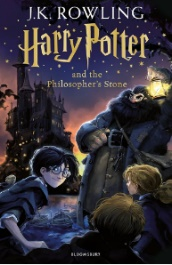 J.K. ROWLING
Harry Potter
and the
Philosopher's Stone
BLOOMSBURY